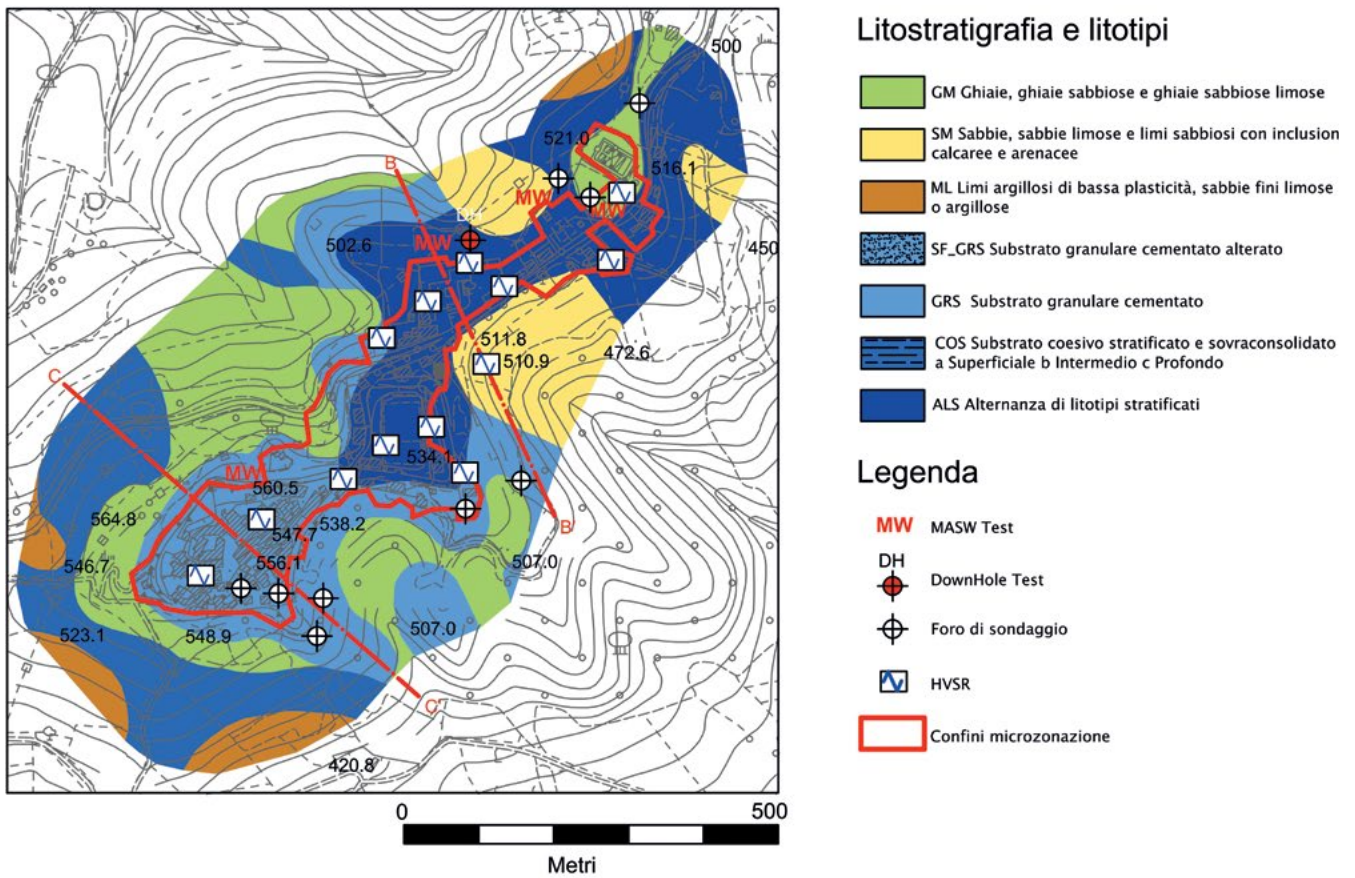 500
521.0
516.1
B
MW
MW
DH
502.6
MW
450
511.8
510.9
472.6
C
534.1
MW
560.5
564.8
538.2
547.7
B'
546.7
556.1
507.0
523.1
548.9
507.0
C'
420.8
0 500
Metri
Litostratigrafia e litotipi
GM Ghiaie, ghiaie sabbiose e ghiaie sabbiose limose
SM Sabbie, sabbie limose e limi sabbiosi con inclusion
calcaree e arenacee
ML Limi argillosi di bassa plasticità, sabbie fini limose
o argillose
SF_GRS Substrato granulare cementato alterato
GRS Substrato granulare cementato
COS Substrato coesivo stratificato e sovraconsolidato
a Superficiale b Intermedio c Profondo
ALS Alternanza di litotipi stratificati
Legenda
MW MASW Test
DH
DownHole Test
Foro di sondaggio
HVSR
Confini microzonazione